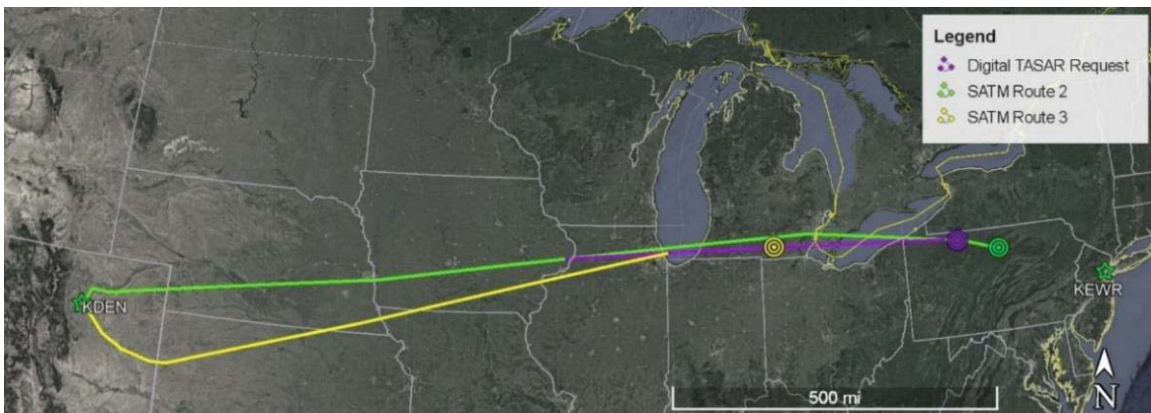 Legend
Digital TASAR Request
SATM Route 2
SATM Route 3
KDEN
KEWR
500 mi
N